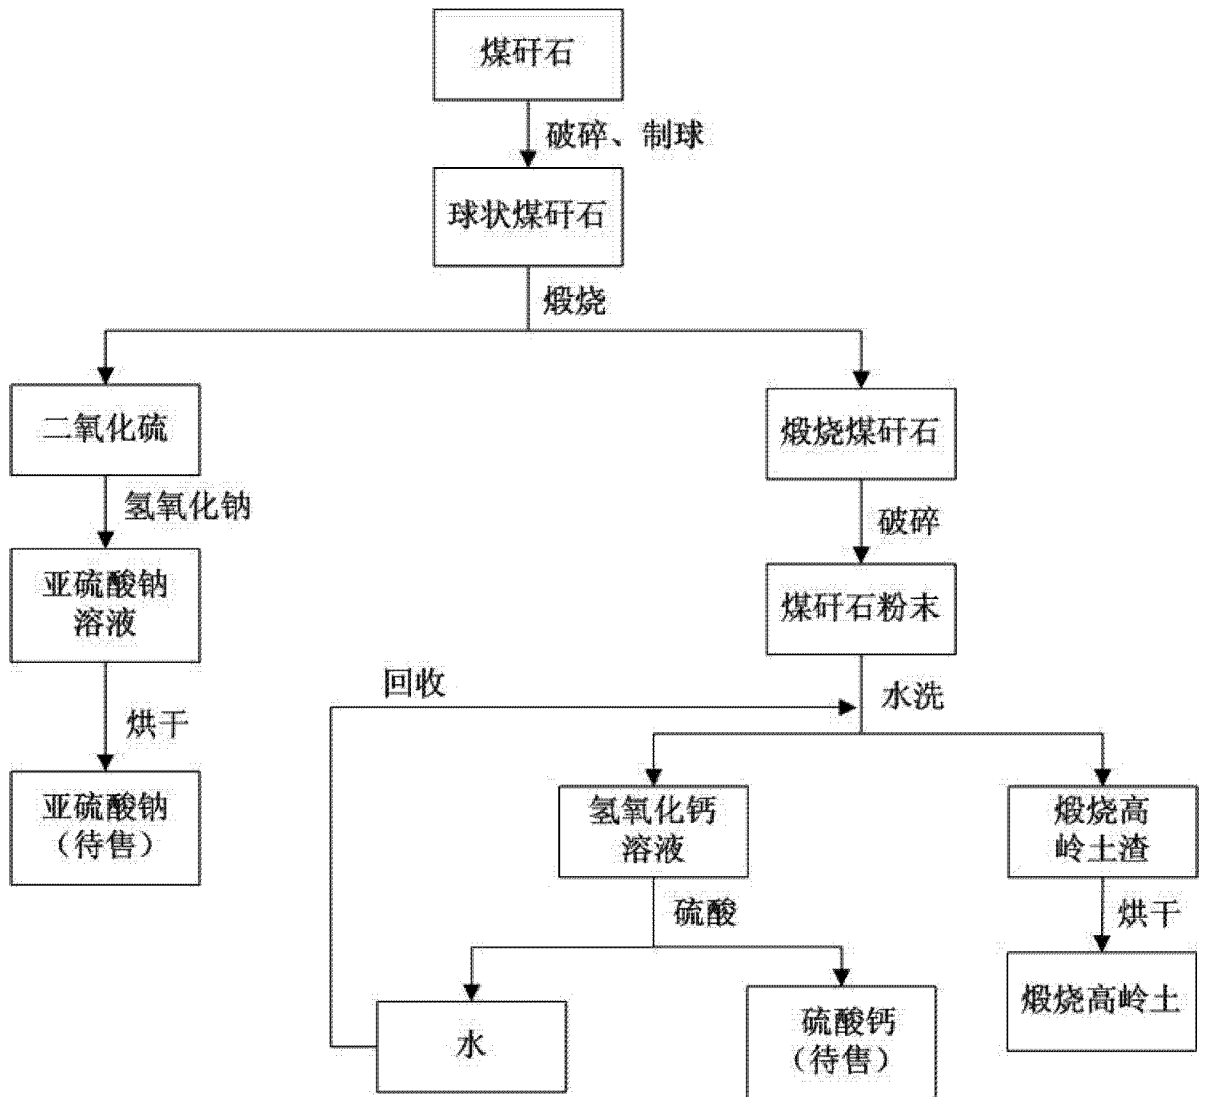 煤矸石
破碎、制球
球状煤矸石
煅烧
二氧化硫
煅烧煤矸石
氢氧化钠
破碎
亚硫酸钠
溶液
煤矸石粉末
回收
水洗
烘干
亚硫酸钠
（待售）
氢氧化钙
溶液
煅烧高
岭土渣
硫酸
烘干
水
硫酸钙
（待售）
煅烧高岭土